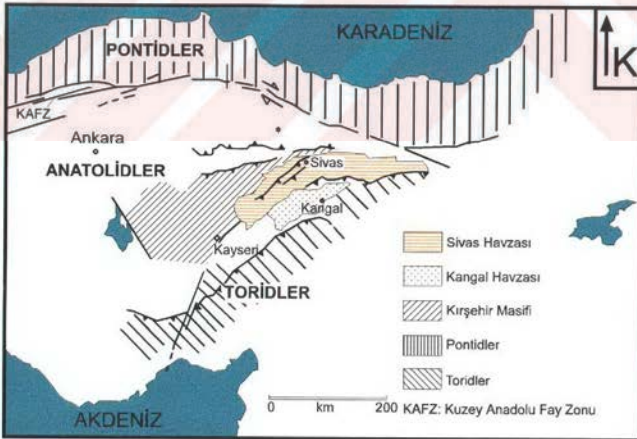 KARADENİZ
PONTİDLER
K
KAFZ
Ankara
ANATOLİDLER
Sivas
Kangal
Kayseri
TORİDLER
Sivas Havzası
Kangal Havzası
Kırşehir Masifi
Pontidler
Toridler
0 km 200
KAFZ: Kuzey Anadolu Fay Zonu
AKDENİZ